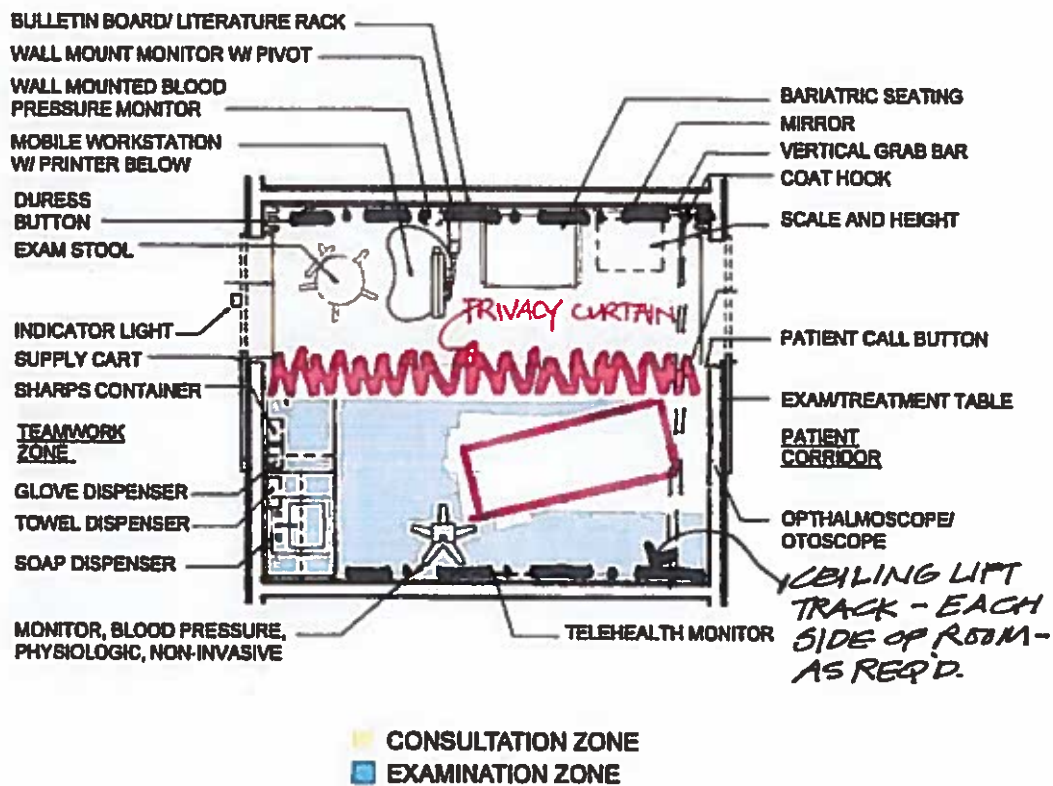 BULLETIN BOARD/ LITERATURE RACK
WALL MOUNT MONITOR W/ PIVOT
WALL MOUNTED BLOOD
PRESSURE MONITOR
MOBILE WORKSTATION
W/ PRINTER BELOW
DURESS
BUTTON
EXAM STOOL
INDICATOR LIGHT
SUPPLY CART
SHARPS CONTAINER
TEAMWORK
ZONE
GLOVE DISPENSER
TOWEL DISPENSER
SOAP DISPENSER
MONITOR, BLOOD PRESSURE,
PHYSIOLOGIC, NON-INVASIVE
PRIVACY CURTAIN
BARIATRIC SEATING
MIRROR
VERTICAL GRAB BAR
COAT HOOK
SCALE AND HEIGHT
PATIENT CALL BUTTON
EXAM/TREATMENT TABLE
PATIENT
CORRIDOR
OPTHALMOSCOPE/
OTOSCOPE
CEILING LIFT
TRACK - EACH
SIDE OF ROOM-
AS REQ'D.
TELEHEALTH MONITOR
CONSULTATION ZONE
EXAMINATION ZONE